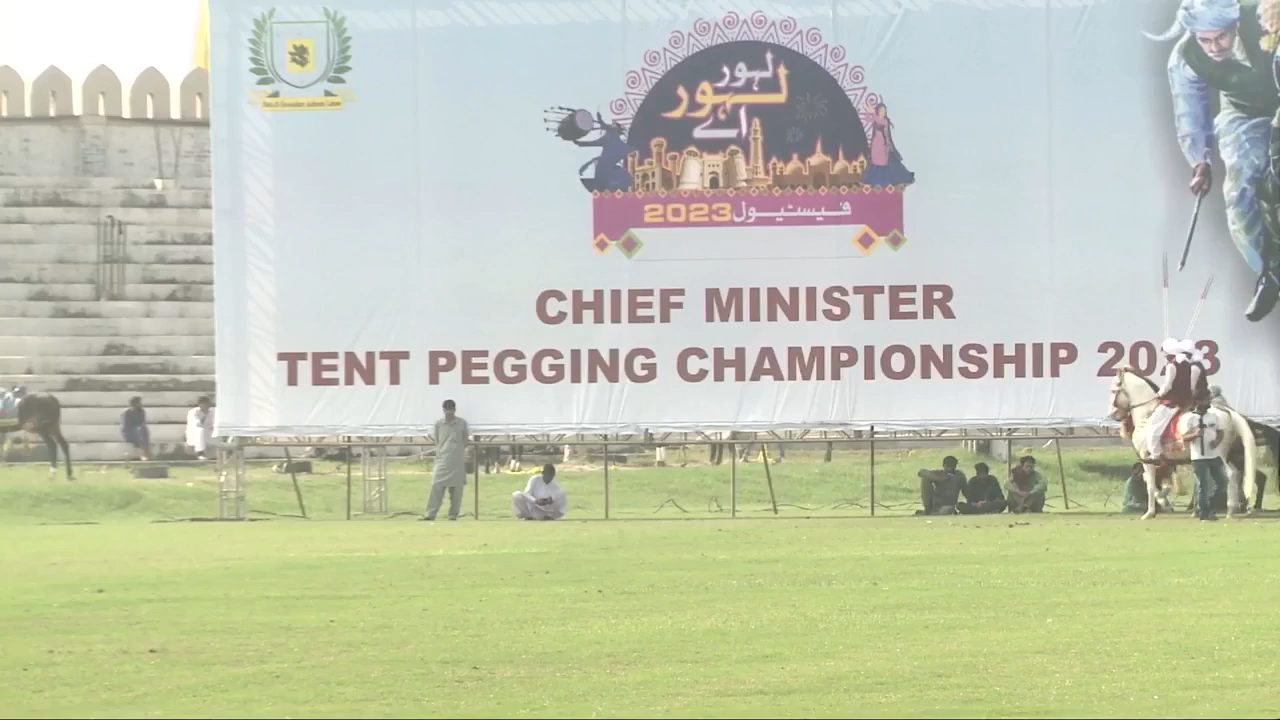 لہور
لہور
اے
فیسٹیول 2023
CHIEF MINISTER
TENT PEGGING CHAMPIONSHIP 2023